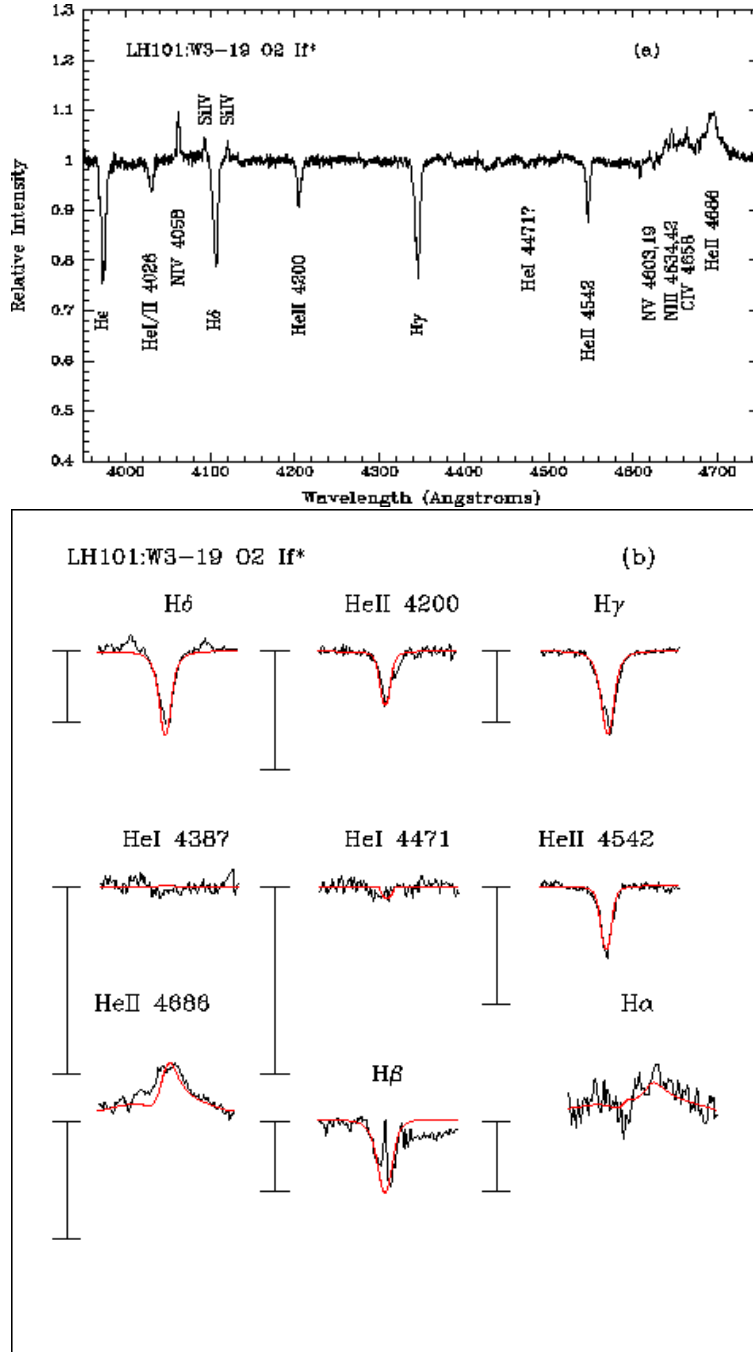 1.3
LH101:W3-19 O2 If*
(a)
1.2
1.1
SiIV
SiIV
1
0.9
0.8
0.7
0.6
0.5
0.4
Relative Intensity
Hε
HeI/II 4026
NIV 4058
Hδ
HeII 4200
Hγ
HeI 4471?
HeII 4542
NV 4603,19
NIII 4634,42
CIV 4658
HeII 4686
4000
4100
4200
4300
4400
4500
4600
4700
Wavelength (Angstroms)
LH101:W3-19 O2 If*
(b)
Hδ
HeII 4200
Hγ
HeI 4387
HeI 4471
HeII 4542
HeII 4686
Hβ
Hα